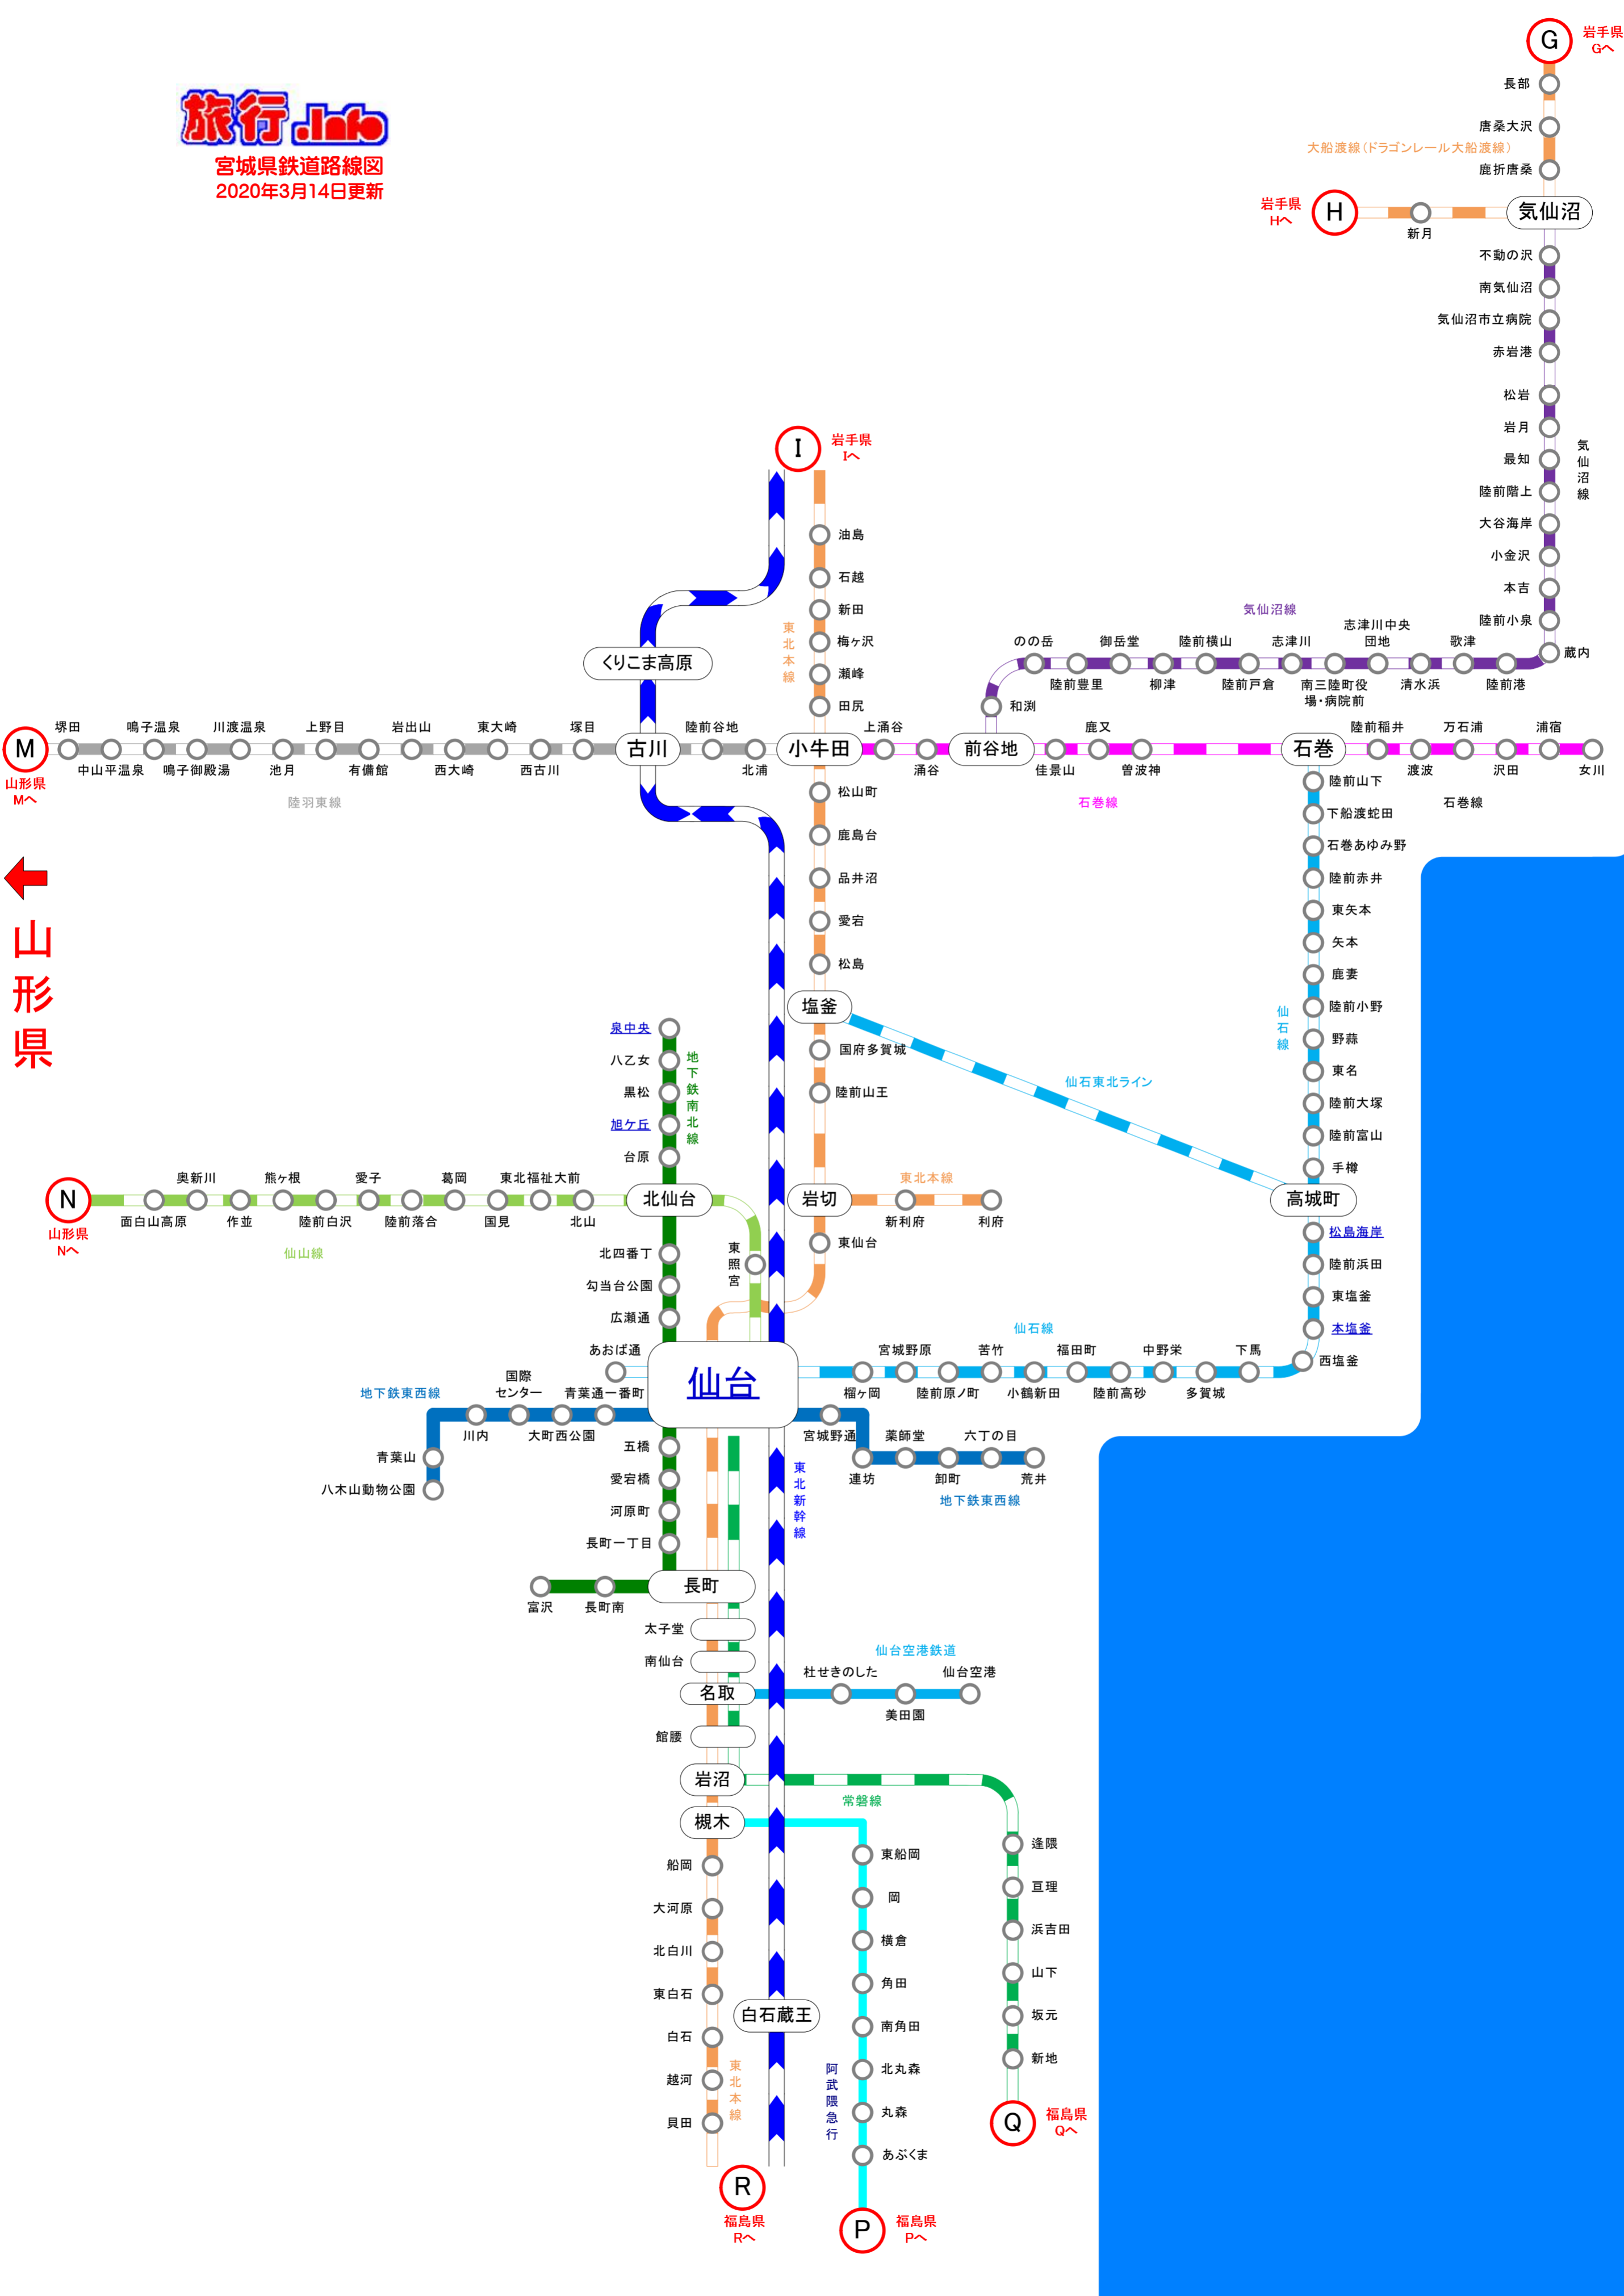 旅行.Info
宮城県鉄道路線図
2020年3月14日更新
G
岩手県
Gへ
長部
唐桑大沢
大船渡線(ドラゴンレール大船渡線)
鹿折唐桑
岩手県
Hへ
H
新月
気仙沼
不動の沢
南気仙沼
気仙沼市立病院
赤岩港
松岩
岩月
最知
陸前階上
大谷海岸
小金沢
本吉
陸前小泉
蔵内
気仙沼線
I
岩手県
Iへ
油島
石越
新田
梅ヶ沢
瀬峰
田尻
東北本線
くりこま高原
気仙沼線
のの岳
陸前豊里
御岳堂
柳津
陸前横山
陸前戸倉
志津川
南三陸町役
場・病院前
志津川中央
団地
清水浜
歌津
陸前港
和渕
M
山形県
Mへ
堺田
中山平温泉
鳴子温泉
鳴子御殿湯
川渡温泉
池月
上野目
有備館
岩出山
西大崎
東大崎
西古川
塚目
古川
陸前谷地
北浦
小牛田
上涌谷
涌谷
前谷地
佳景山
鹿又
曽波神
石巻
陸前稲井
渡波
万石浦
沢田
浦宿
女川
陸羽東線
石巻線
石巻線
山形県
松山町
鹿島台
品井沼
愛宕
松島
塩釜
国府多賀城
陸前山王
仙石東北ライン
陸前山下
下船渡蛇田
石巻あゆみ野
陸前赤井
東矢本
矢本
鹿妻
陸前小野
野蒜
東名
陸前大塚
陸前富山
手樽
仙石線
高城町
松島海岸
陸前浜田
東塩釜
本塩釜
西塩釜
泉中央
八乙女
黒松
旭ケ丘
台原
地下鉄南北線
N
山形県
Nへ
面白山高原
奥新川
作並
熊ヶ根
陸前白沢
愛子
陸前落合
葛岡
国見
東北福祉大前
北山
北仙台
仙山線
東照宮
岩切
東北本線
新利府
利府
東仙台
北四番丁
勾当台公園
広瀬通
あおば通
仙台
仙石線
榴ヶ岡
宮城野原
陸前原ノ町
苦竹
小鶴新田
福田町
陸前高砂
中野栄
多賀城
下馬
地下鉄東西線
国際
センター
青葉通一番町
川内
大町西公園
青葉山
八木山動物公園
宮城野通
連坊
薬師堂
卸町
六丁の目
荒井
地下鉄東西線
五橋
愛宕橋
河原町
長町一丁目
東北新幹線
長町
富沢
長町南
太子堂
南仙台
名取
仙台空港鉄道
杜せきのした
美田園
仙台空港
館腰
岩沼
常磐線
槻木
船岡
大河原
北白川
東白石
白石
越河
貝田
東北本線
白石蔵王
東船岡
岡
横倉
角田
南角田
北丸森
丸森
あぶくま
阿武隈急行
逢隈
亘理
浜吉田
山下
坂元
新地
Q
福島県
Qへ
R
福島県
Rへ
P
福島県
Pへ